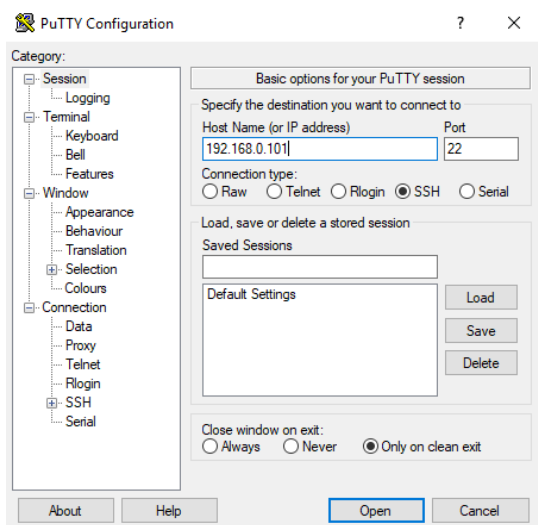 PuTTY Configuration
? ×
Category:
Session
Logging
Terminal
Keyboard
Bell
Features
Window
Appearance
Behaviour
Translation
Selection
Colours
Connection
Data
Proxy
Telnet
Rlogin
SSH
Serial
Basic options for your PuTTY session
Specify the destination you want to connect to
Host Name (or IP address) Port
192.168.0.101 22
Connection type:
Raw Telnet Rlogin SSH Serial
Load, save or delete a stored session
Saved Sessions
Default Settings
Load
Save
Delete
Close window on exit:
Always Never Only on clean exit
About Help Open Cancel